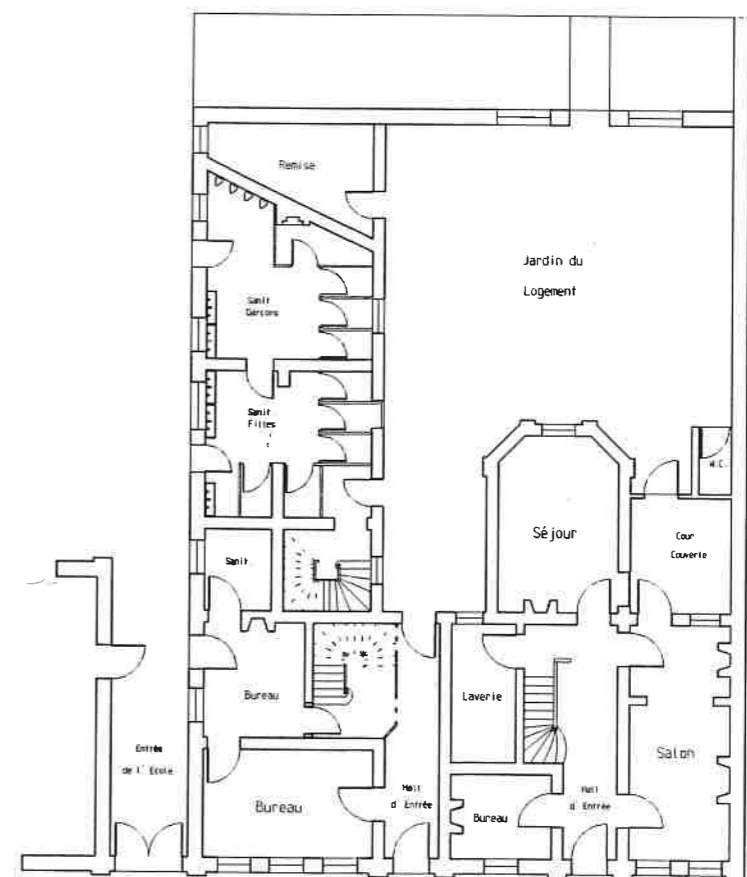 Remise
Jardin du
Logement
Sanit
Garcons
Sanit
Filles
W.C.
Séjour
Cour
Couverte
Sanit
Bureau
Laverie
Salon
Entrée
de l'Ecole
Bureau
Hall
d'Entrée
Bureau
Hall
d'Entrée